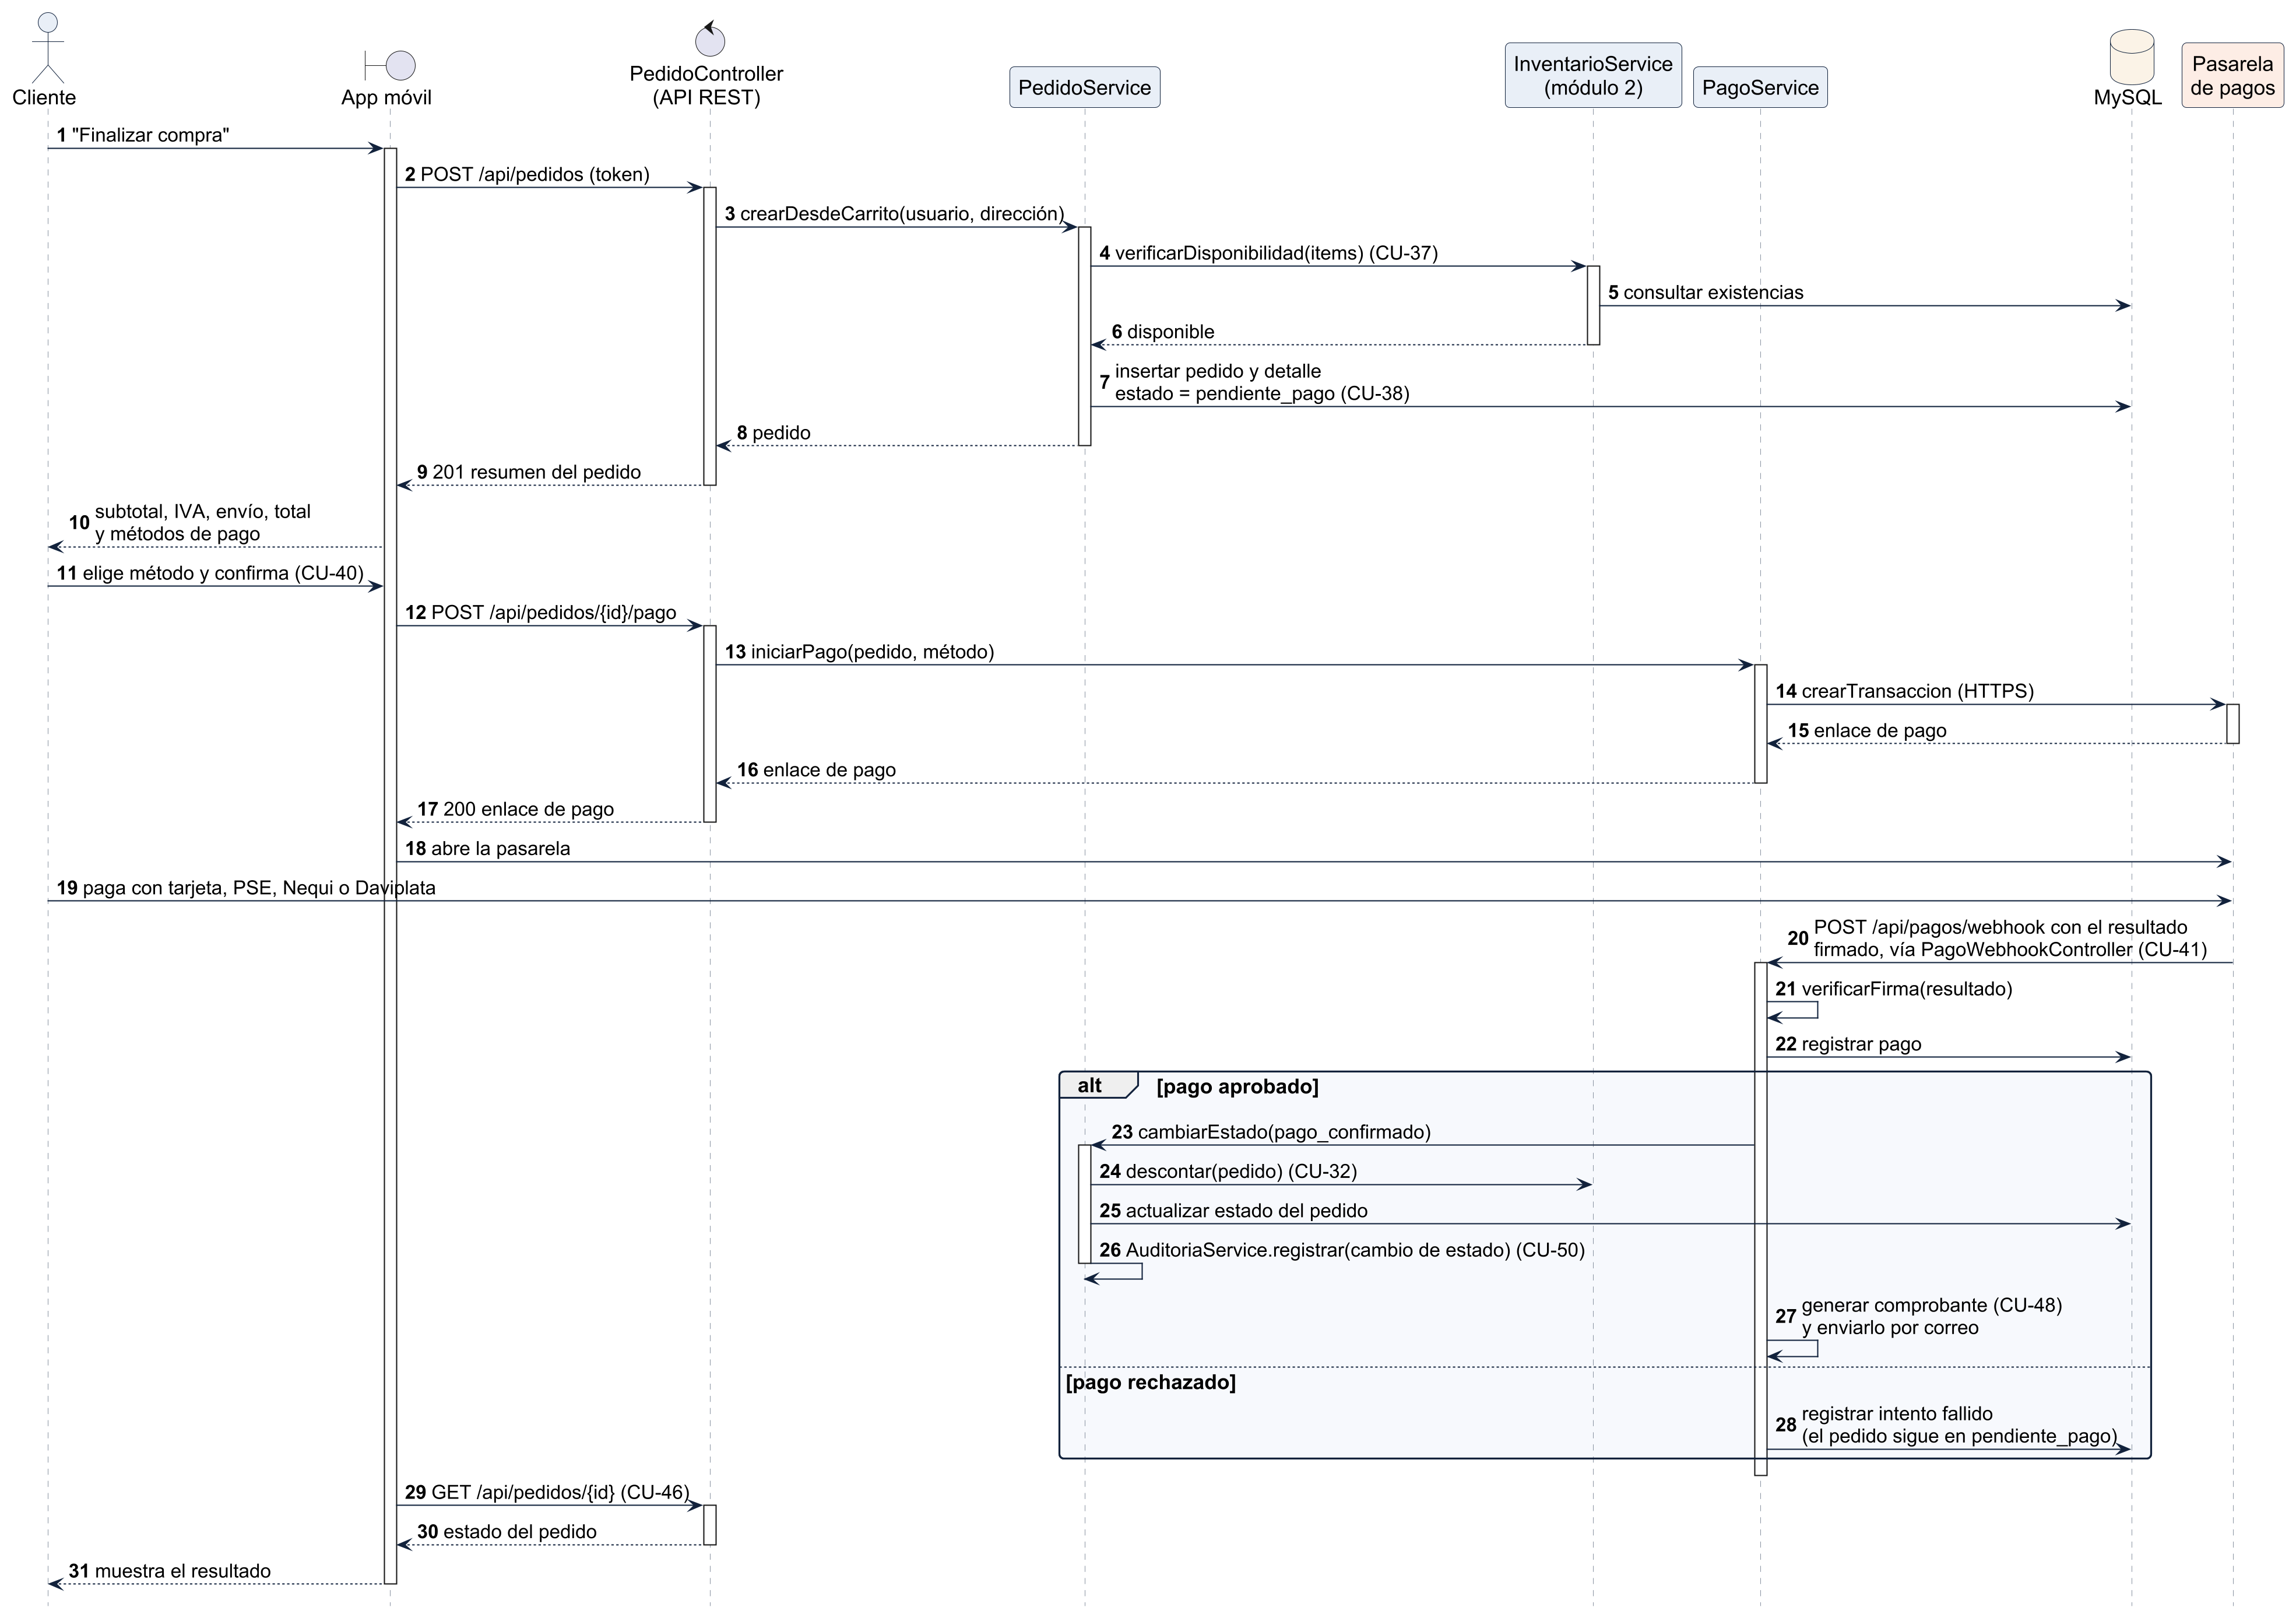 Cliente
App móvil
PedidoController
(API REST)
PedidoService
InventarioService
(módulo 2)
PagoService
MySQL
Pasarela
de pagos
1 "Finalizar compra"
2 POST /api/pedidos (token)
3 crearDesdeCarrito(usuario, dirección)
4 verificarDisponibilidad(items) (CU-37)
5 consultar existencias
6 disponible
7 insertar pedido y detalle
estado = pendiente_pago (CU-38)
8 pedido
9 201 resumen del pedido
10 subtotal, IVA, envío, total
y métodos de pago
11 elige método y confirma (CU-40)
12 POST /api/pedidos/{id}/pago
13 iniciarPago(pedido, método)
14 crearTransaccion (HTTPS)
15 enlace de pago
16 enlace de pago
17 200 enlace de pago
18 abre la pasarela
19 paga con tarjeta, PSE, Nequi o Daviplata
20 POST /api/pagos/webhook con el resultado
firmado, vía PagoWebhookController (CU-41)
21 verificarFirma(resultado)
22 registrar pago
alt [pago aprobado]
23 cambiarEstado(pago_confirmado)
24 descontar(pedido) (CU-32)
25 actualizar estado del pedido
26 AuditoriaService.registrar(cambio de estado) (CU-50)
27 generar comprobante (CU-48)
y enviarlo por correo
[pago rechazado]
28 registrar intento fallido
(el pedido sigue en pendiente_pago)
29 GET /api/pedidos/{id} (CU-46)
30 estado del pedido
31 muestra el resultado